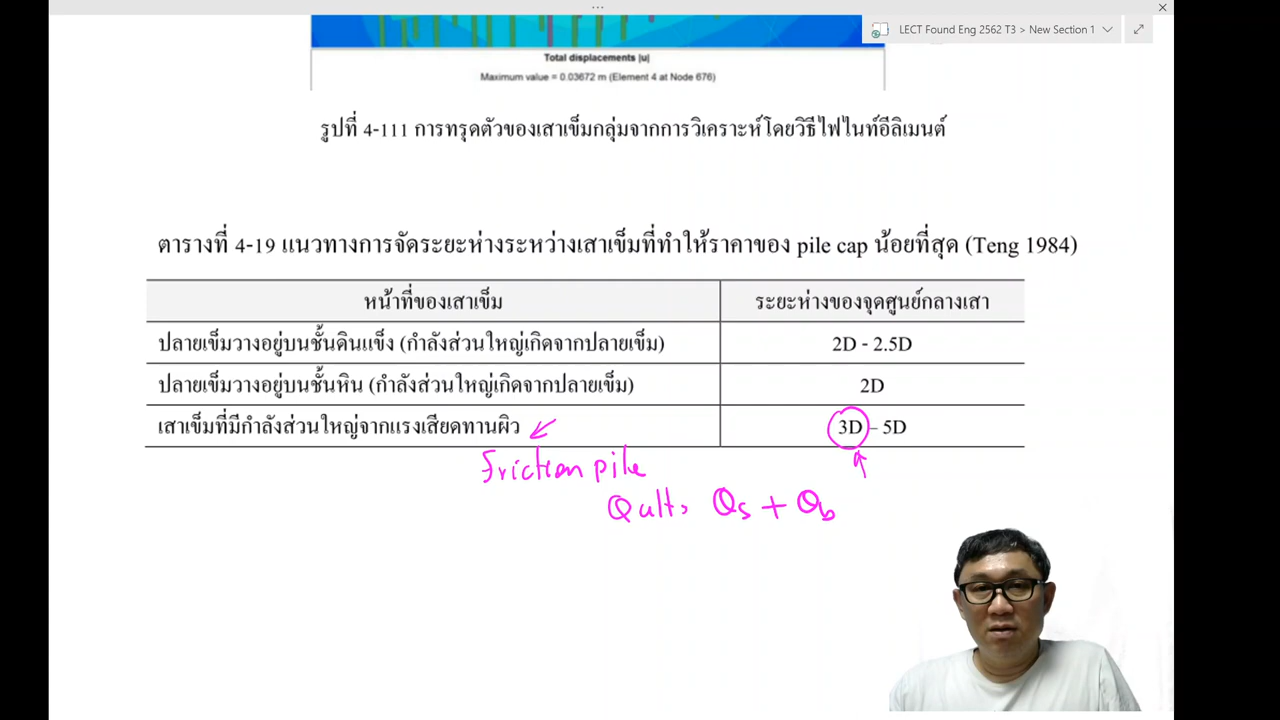 LECT Found Eng 2562 T3 > New Section 1
Total displacements |u|
Maximum value = 0.03672 m (Element 4 at Node 676)
รูปที่ 4-111 การทรุดตัวของเสาเข็มกลุ่มจากการวิเคราะห์โดยวิธีไฟไนท์อีลิเมนต์
ตารางที่ 4-19 แนวทางการจัดระยะห่างระหว่างเสาเข็มที่ทำให้ราคาของ pile cap น้อยที่สุด (Teng 1984)
หน้าที่ของเสาเข็ม ระยะห่างของจุดศูนย์กลางเสา
ปลายเข็มวางอยู่บนชั้นดินแข็ง (กำลังส่วนใหญ่เกิดจากปลายเข็ม) 2D - 2.5D
ปลายเข็มวางอยู่บนชั้นหิน (กำลังส่วนใหญ่เกิดจากปลายเข็ม) 2D
เสาเข็มที่มีกำลังส่วนใหญ่จากแรงเสียดทานผิว 3D – 5D
Friction pile
Qult = Qs + Qb